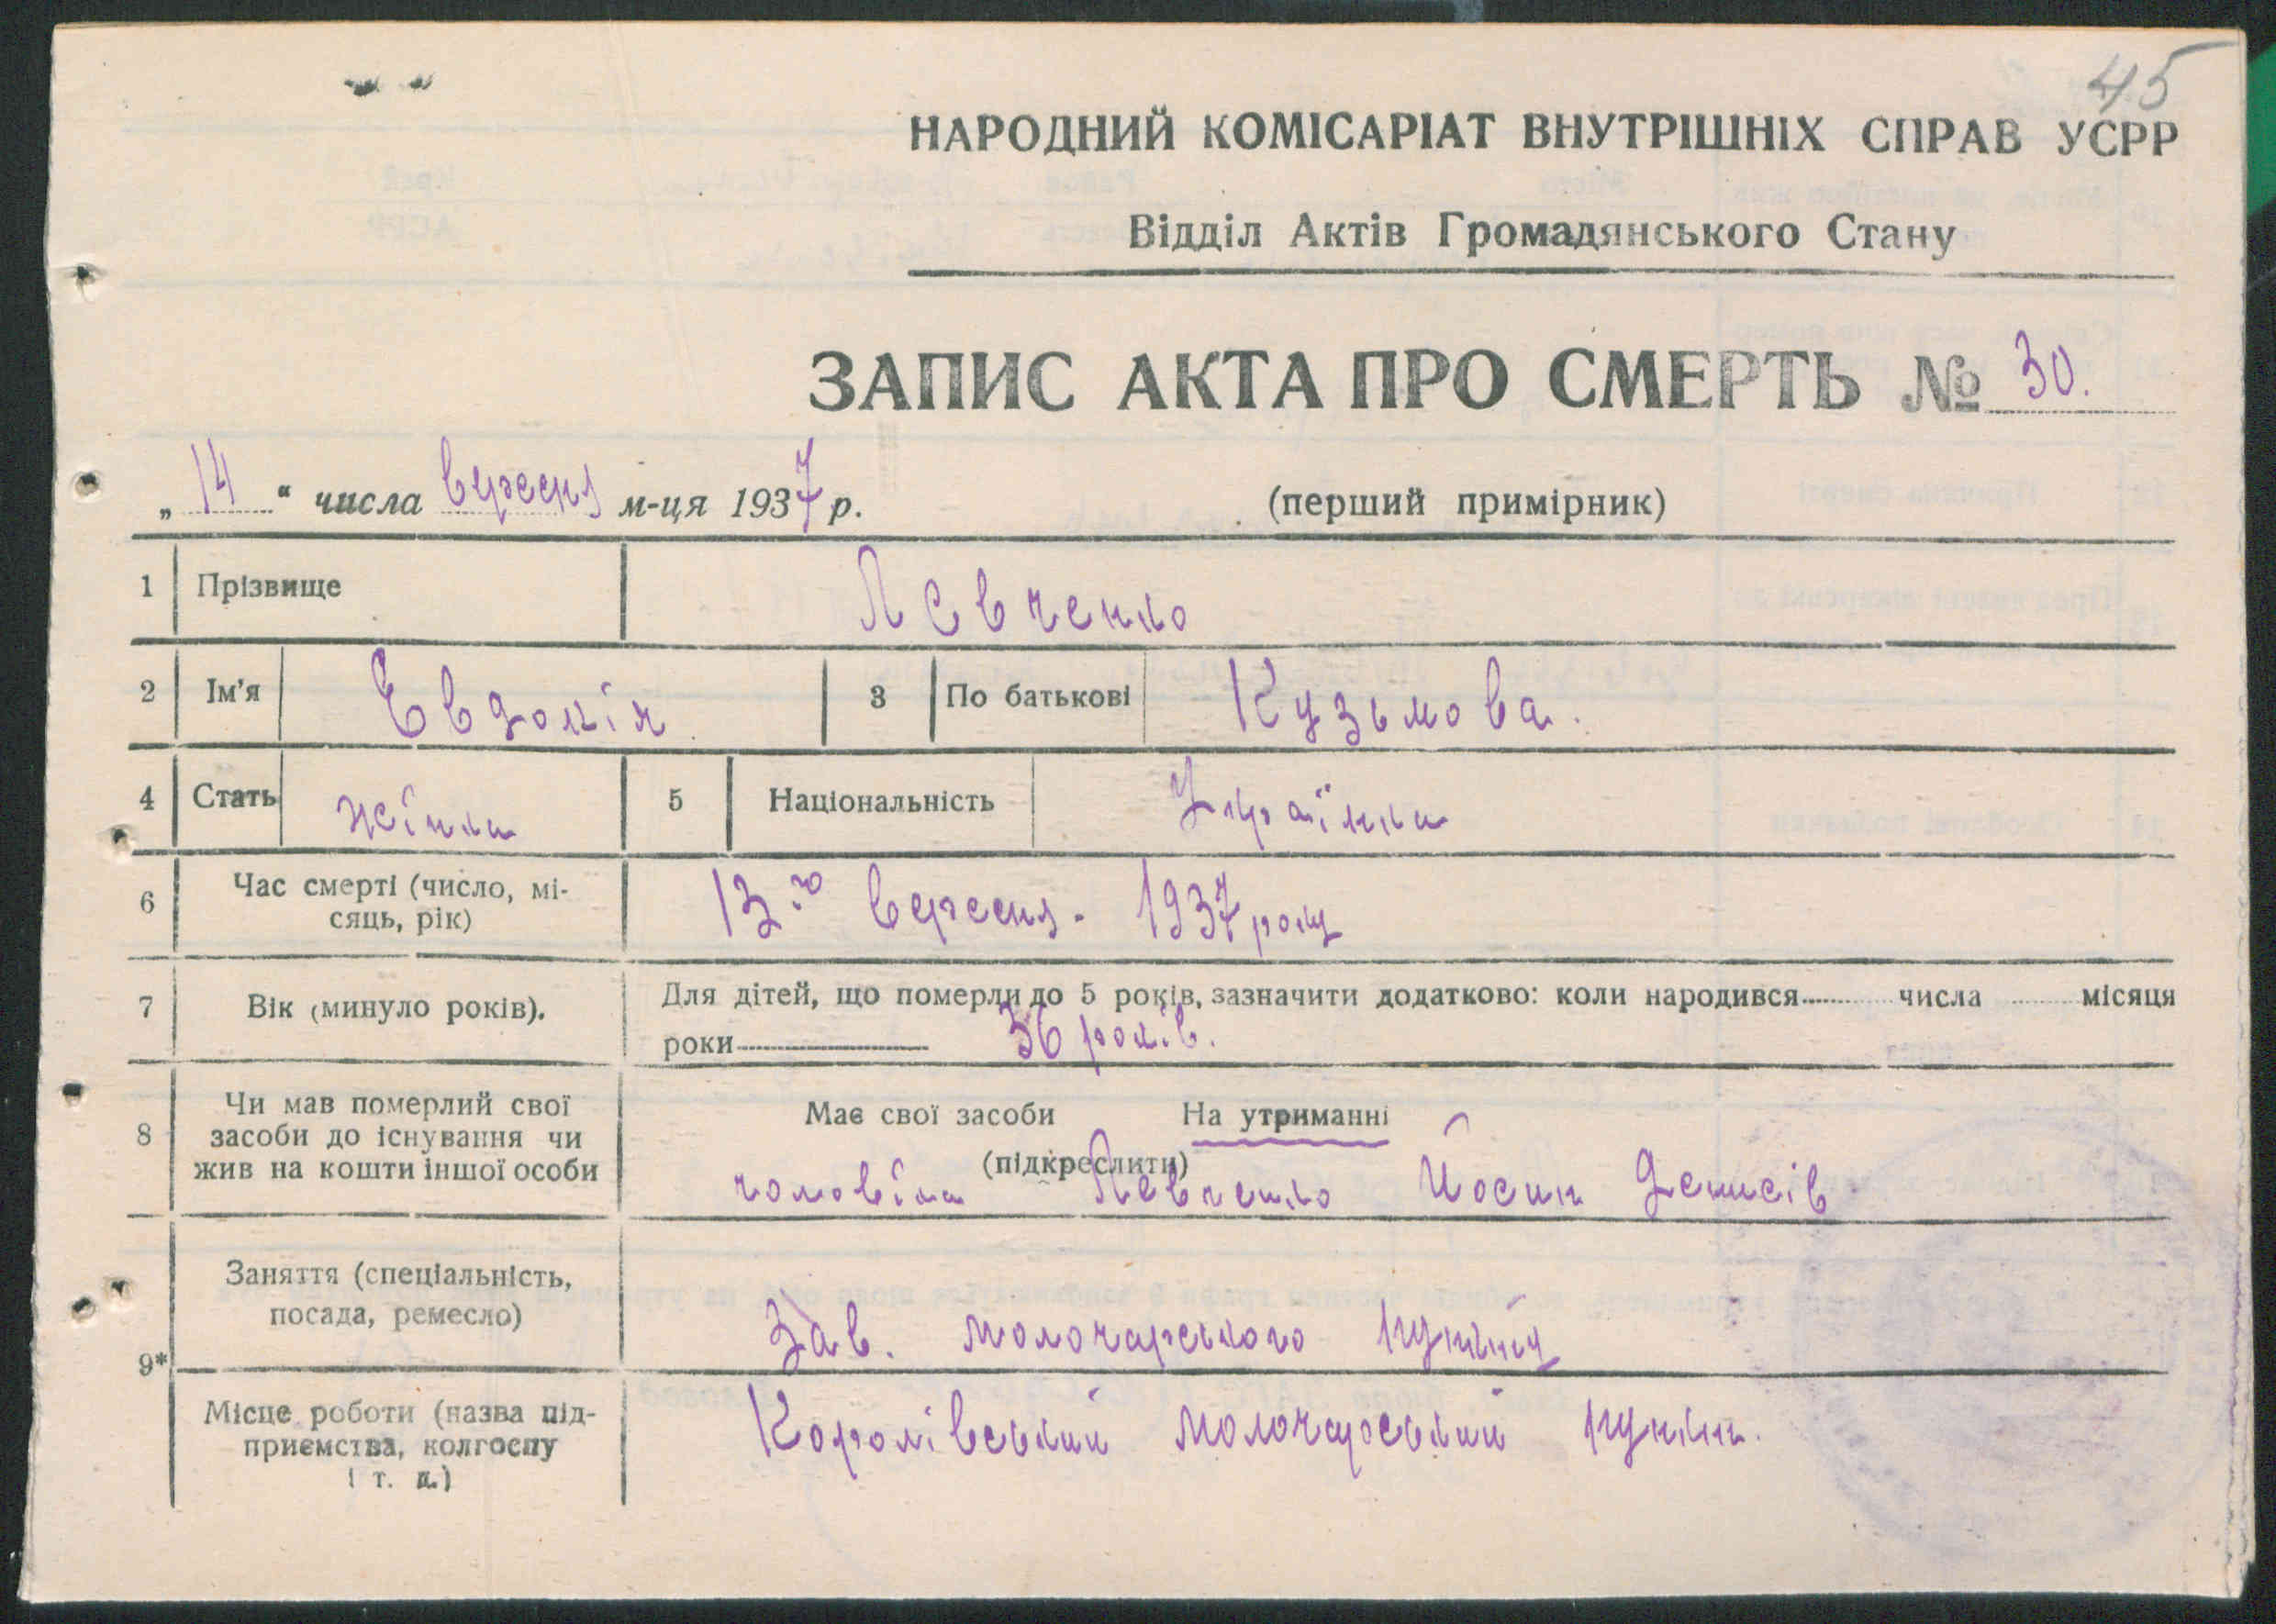 45
НАРОДНИЙ КОМІСАРІАТ ВНУТРІШНІХ СПРАВ УСРР
Відділ Актів Громадянського Стану
ЗАПИС АКТА ПРО СМЕРТЬ № 30.
„14“ числа вересня м-ця 1937 р. (перший примірник)
1 Прізвище Левченко
2 Ім'я Евдокія 3 По батькові Кузьмова.
4 Стать жінка 5 Національність Українка
6 Час смерті (число, мі-
сяць, рік) 13го вересня. 1937 року
7 Вік (минуло років). Для дітей, що померли до 5 років, зазначити додатково: коли народився числа місяця
роки 36 років.
8 Чи мав померлий свої
засоби до існування чи
жив на кошти іншої особи
Має свої засоби На утриманні
(підкреслити)
чоловіка Левченко Йосип Денисів
9*
Заняття (спеціальність,
посада, ремесло)
Зав. молочарського пункту
Місце роботи (назва під-
приємства, колгоспу
і т. д.)
Королівський молочарський пункт.